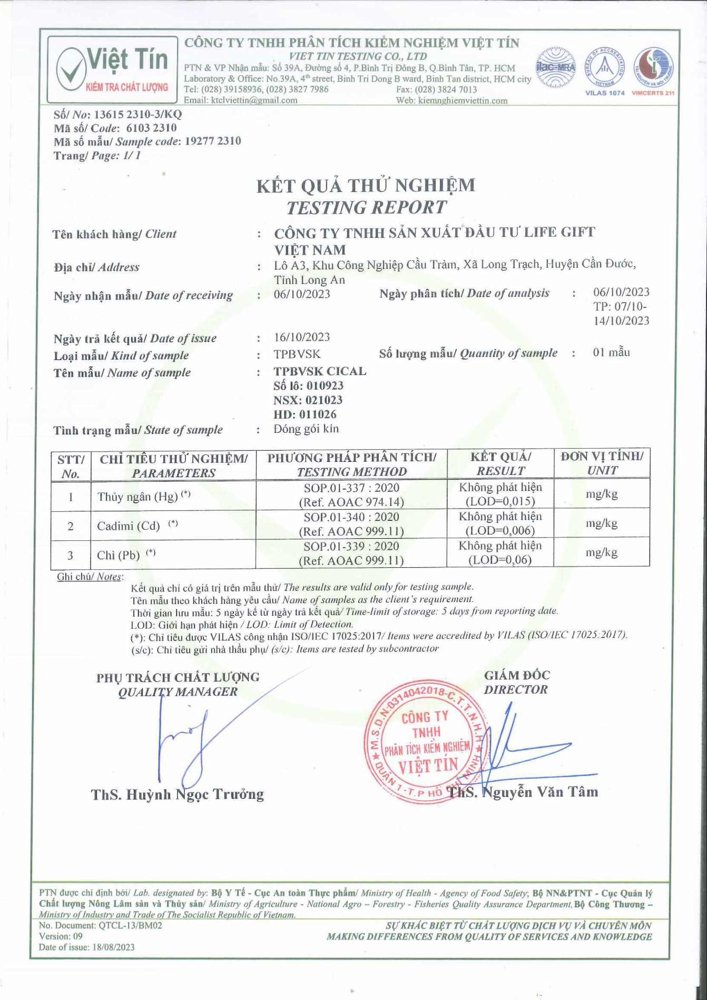 Việt Tín
KIỂM TRA CHẤT LƯỢNG
CÔNG TY TNHH PHÂN TÍCH KIỂM NGHIỆM VIỆT TÍN
VIET TIN TESTING CO., LTD
PTN & VP Nhận mẫu: Số 39A, Đường số 4, P.Bình Trị Đông B, Q.Bình Tân, TP. HCM
Laboratory & Office: No.39A, 4th street, Binh Tri Dong B ward, Binh Tan district, HCM city
Tel: (028) 39158936, (028) 3827 7986 Fax: (028) 3824 7013
Email: ktclviettin@gmail.com Web: kiemnghiemviettin.com
ilac-MRA
BUREAU OF ACCREDITATION
VIETNAM
VILAS 1074
TÀI NGUYÊN VÀ MÔI TRƯỜNG
VIMCERTS 211
Số/ No: 13615 2310-3/KQ
Mã số/ Code: 6103 2310
Mã số mẫu/ Sample code: 19277 2310
Trang/ Page: 1/ 1
KẾT QUẢ THỬ NGHIỆM
TESTING REPORT
Tên khách hàng/ Client : CÔNG TY TNHH SẢN XUẤT ĐẦU TƯ LIFE GIFT
VIỆT NAM
Địa chỉ/ Address : Lô A3, Khu Công Nghiệp Cầu Tràm, Xã Long Trạch, Huyện Cần Đước,
Tỉnh Long An
Ngày nhận mẫu/ Date of receiving : 06/10/2023 Ngày phân tích/ Date of analysis : 06/10/2023
TP: 07/10-
14/10/2023
Ngày trả kết quả/ Date of issue : 16/10/2023
Loại mẫu/ Kind of sample : TPBVSK Số lượng mẫu/ Quantity of sample : 01 mẫu
Tên mẫu/ Name of sample : TPBVSK CICAL
Số lô: 010923
NSX: 021023
HD: 011026
Tình trạng mẫu/ State of sample : Đóng gói kín
STT/ CHỈ TIÊU THỬ NGHIỆM/ PHƯƠNG PHÁP PHÂN TÍCH/ KẾT QUẢ/ ĐƠN VỊ TÍNH/
No. PARAMETERS TESTING METHOD RESULT UNIT
1 Thủy ngân (Hg) (*) SOP.01-337 : 2020 Không phát hiện mg/kg
(Ref. AOAC 974.14) (LOD=0,015)
2 Cadimi (Cd) (*) SOP.01-340 : 2020 Không phát hiện mg/kg
(Ref. AOAC 999.11) (LOD=0,006)
3 Chì (Pb) (*) SOP.01-339 : 2020 Không phát hiện mg/kg
(Ref. AOAC 999.11) (LOD=0,06)
Ghi chú/ Notes:
Kết quả chỉ có giá trị trên mẫu thử/ The results are valid only for testing sample.
Tên mẫu theo khách hàng yêu cầu/ Name of samples as the client's requirement.
Thời gian lưu mẫu: 5 ngày kể từ ngày trả kết quả/ Time-limit of storage: 5 days from reporting date.
LOD: Giới hạn phát hiện / LOD: Limit of Detection.
(*): Chỉ tiêu được VILAS công nhận ISO/IEC 17025:2017/ Items were accredited by VILAS (ISO/IEC 17025:2017).
(s/c): Chỉ tiêu gửi nhà thầu phụ/ (s/c): Items are tested by subcontractor
PHỤ TRÁCH CHẤT LƯỢNG
QUALITY MANAGER
GIÁM ĐỐC
DIRECTOR
M.S.D.N:0314042018-C.T.T.N.H.H
CÔNG TY
TNHH
PHÂN TÍCH KIỂM NGHIỆM
VIỆT TÍN
QUẬN 1-T.P HỒ CHÍ MINH
ThS. Huỳnh Ngọc Trưởng
ThS. Nguyễn Văn Tâm
PTN được chỉ định bởi/ Lab. designated by: Bộ Y Tế - Cục An toàn Thực phẩm/ Ministry of Health - Agency of Food Safety; Bộ NN&PTNT - Cục Quản lý
Chất lượng Nông Lâm sản và Thủy sản/ Ministry of Agriculture - National Agro – Forestry - Fisheries Quality Assurance Department, Bộ Công Thương –
Ministry of Industry and Trade of The Socialist Republic of Vietnam.
No. Document: QTCL-13/BM02
Version: 09
Date of issue: 18/08/2023
SỰ KHÁC BIỆT TỪ CHẤT LƯỢNG DỊCH VỤ VÀ CHUYÊN MÔN
MAKING DIFFERENCES FROM QUALITY OF SERVICES AND KNOWLEDGE